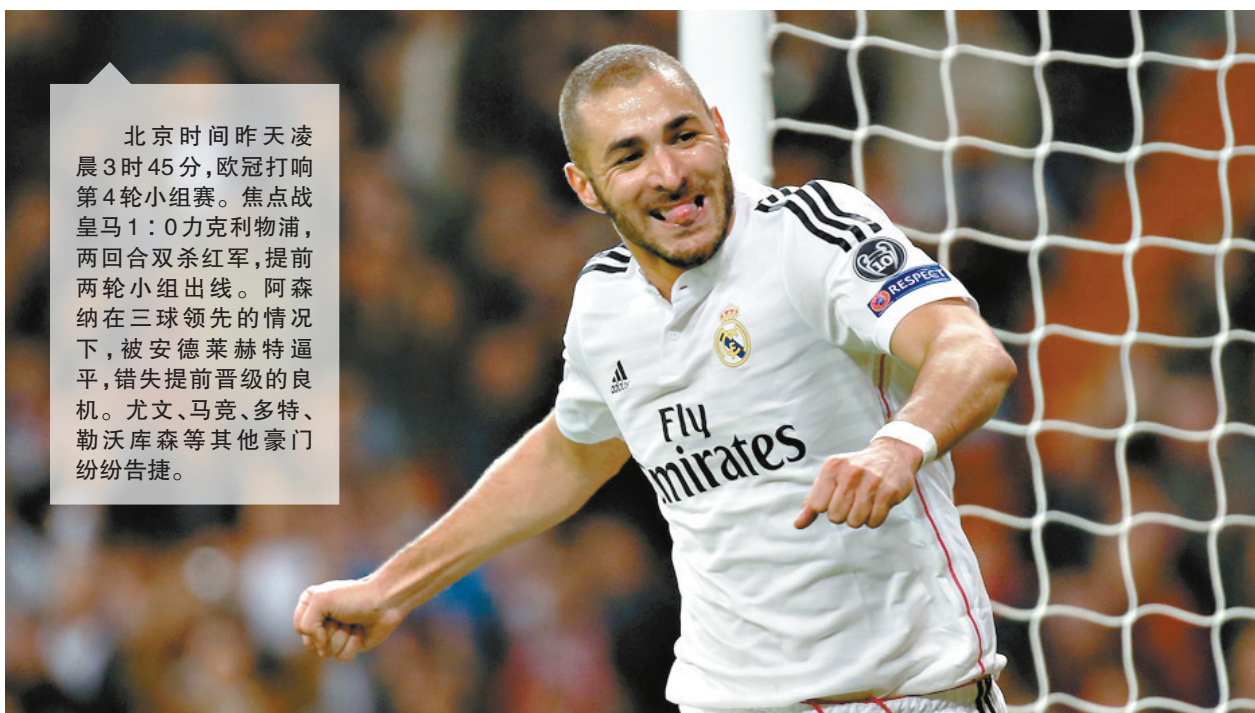 北京时间昨天凌
晨3时45分，欧冠打响
第4轮小组赛。焦点战
皇马1：0力克利物浦，
两回合双杀红军，提前
两轮小组出线。阿森
纳在三球领先的情况
下，被安德莱赫特逼
平，错失提前晋级的良
机。尤文、马竞、多特、
勒沃库森等其他豪门
纷纷告捷。
10
RESPECT
adidas
Fly
Emirates